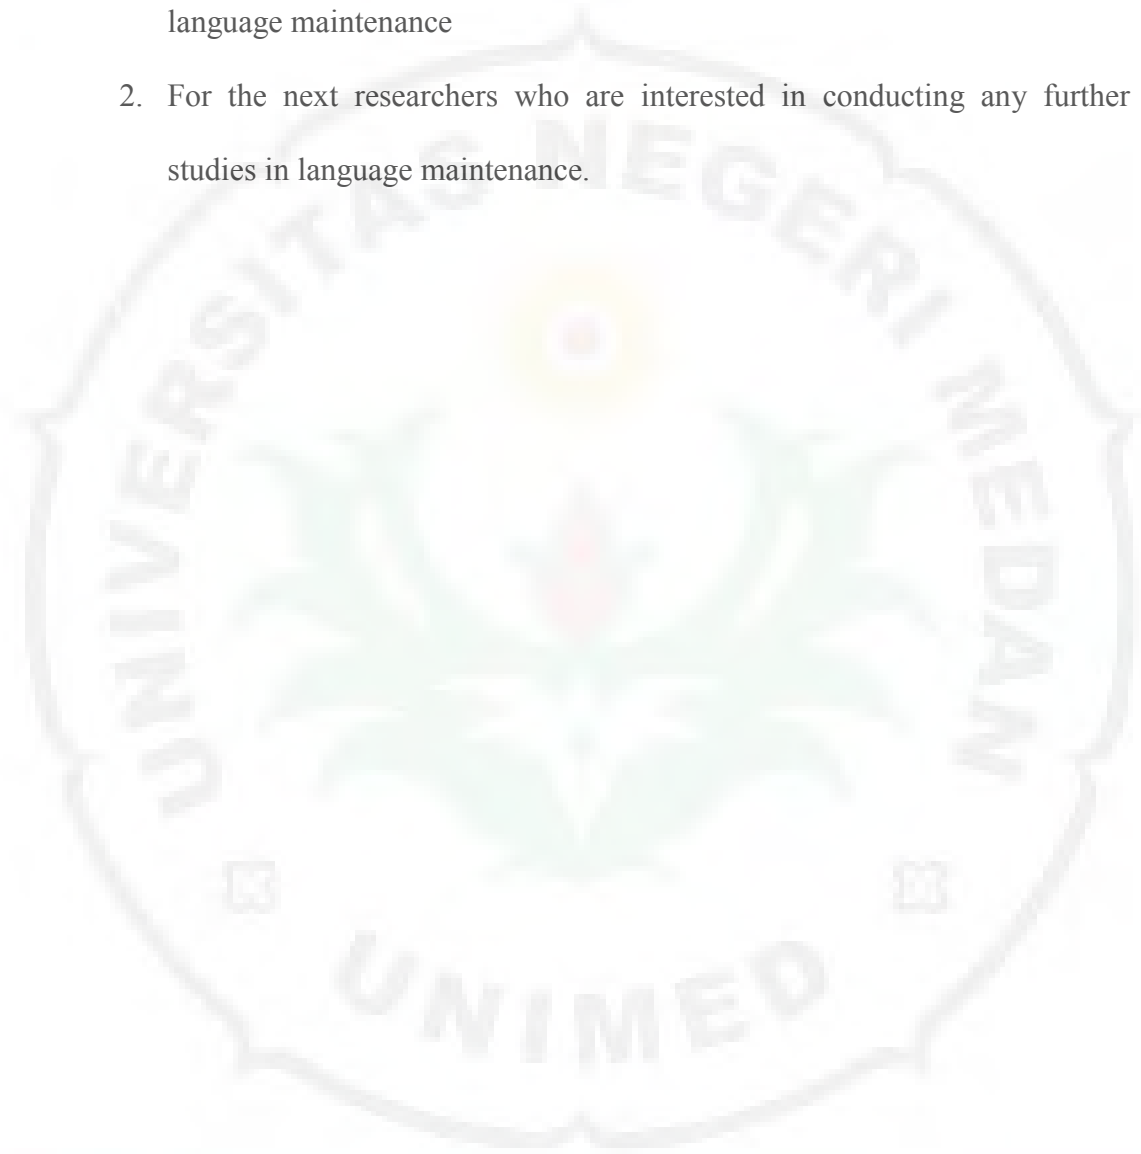 language maintenance
2. For the next researchers who are interested in conducting any further
studies in language maintenance.
UNIVERSITAS NEGERI MEDAN
UNIMED